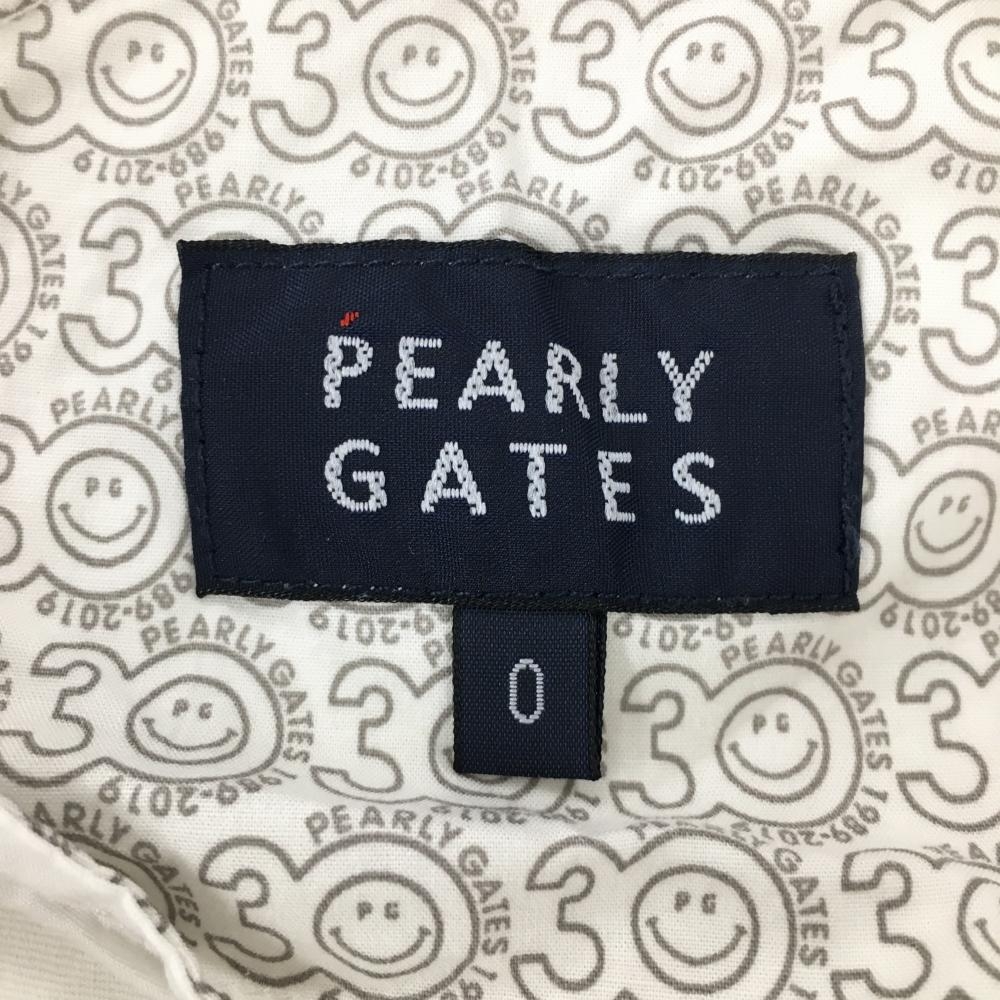 PEARLY
GATES
0
30
PG
PEARLY GATES 1989-2019